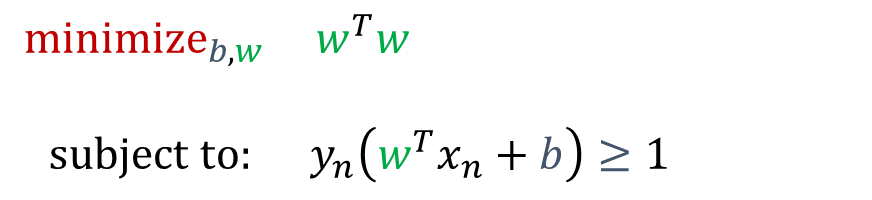 minimize_{b,w} w^T w
subject to: y_n(w^T x_n + b) ≥ 1